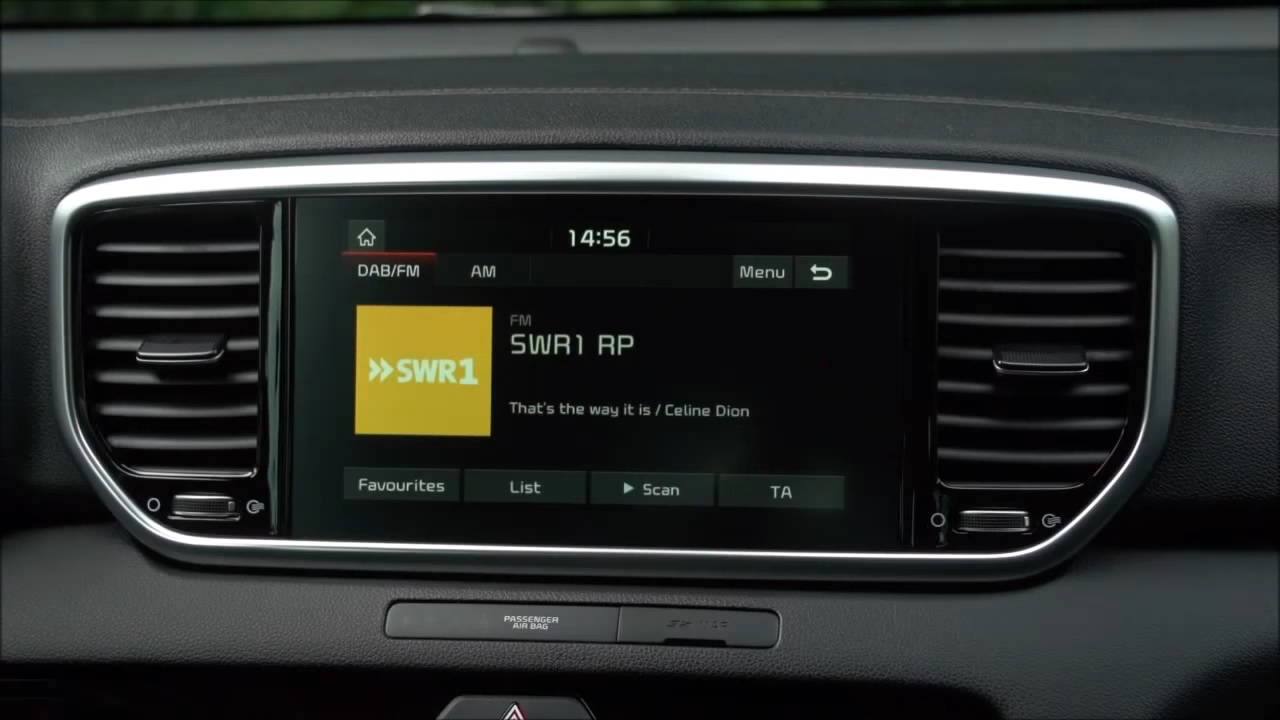 14:56
DAB/FM AM Menu
FM
SWR1 RP
SWR1
That's the way it is / Celine Dion
Favourites List Scan TA
PASSENGER
AIR BAG